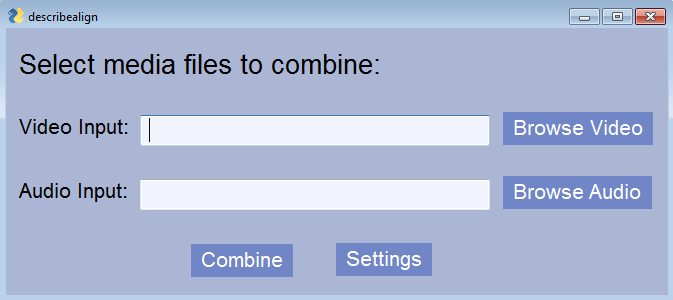 describealign
Select media files to combine:
Video Input: Browse Video
Audio Input: Browse Audio
Combine Settings